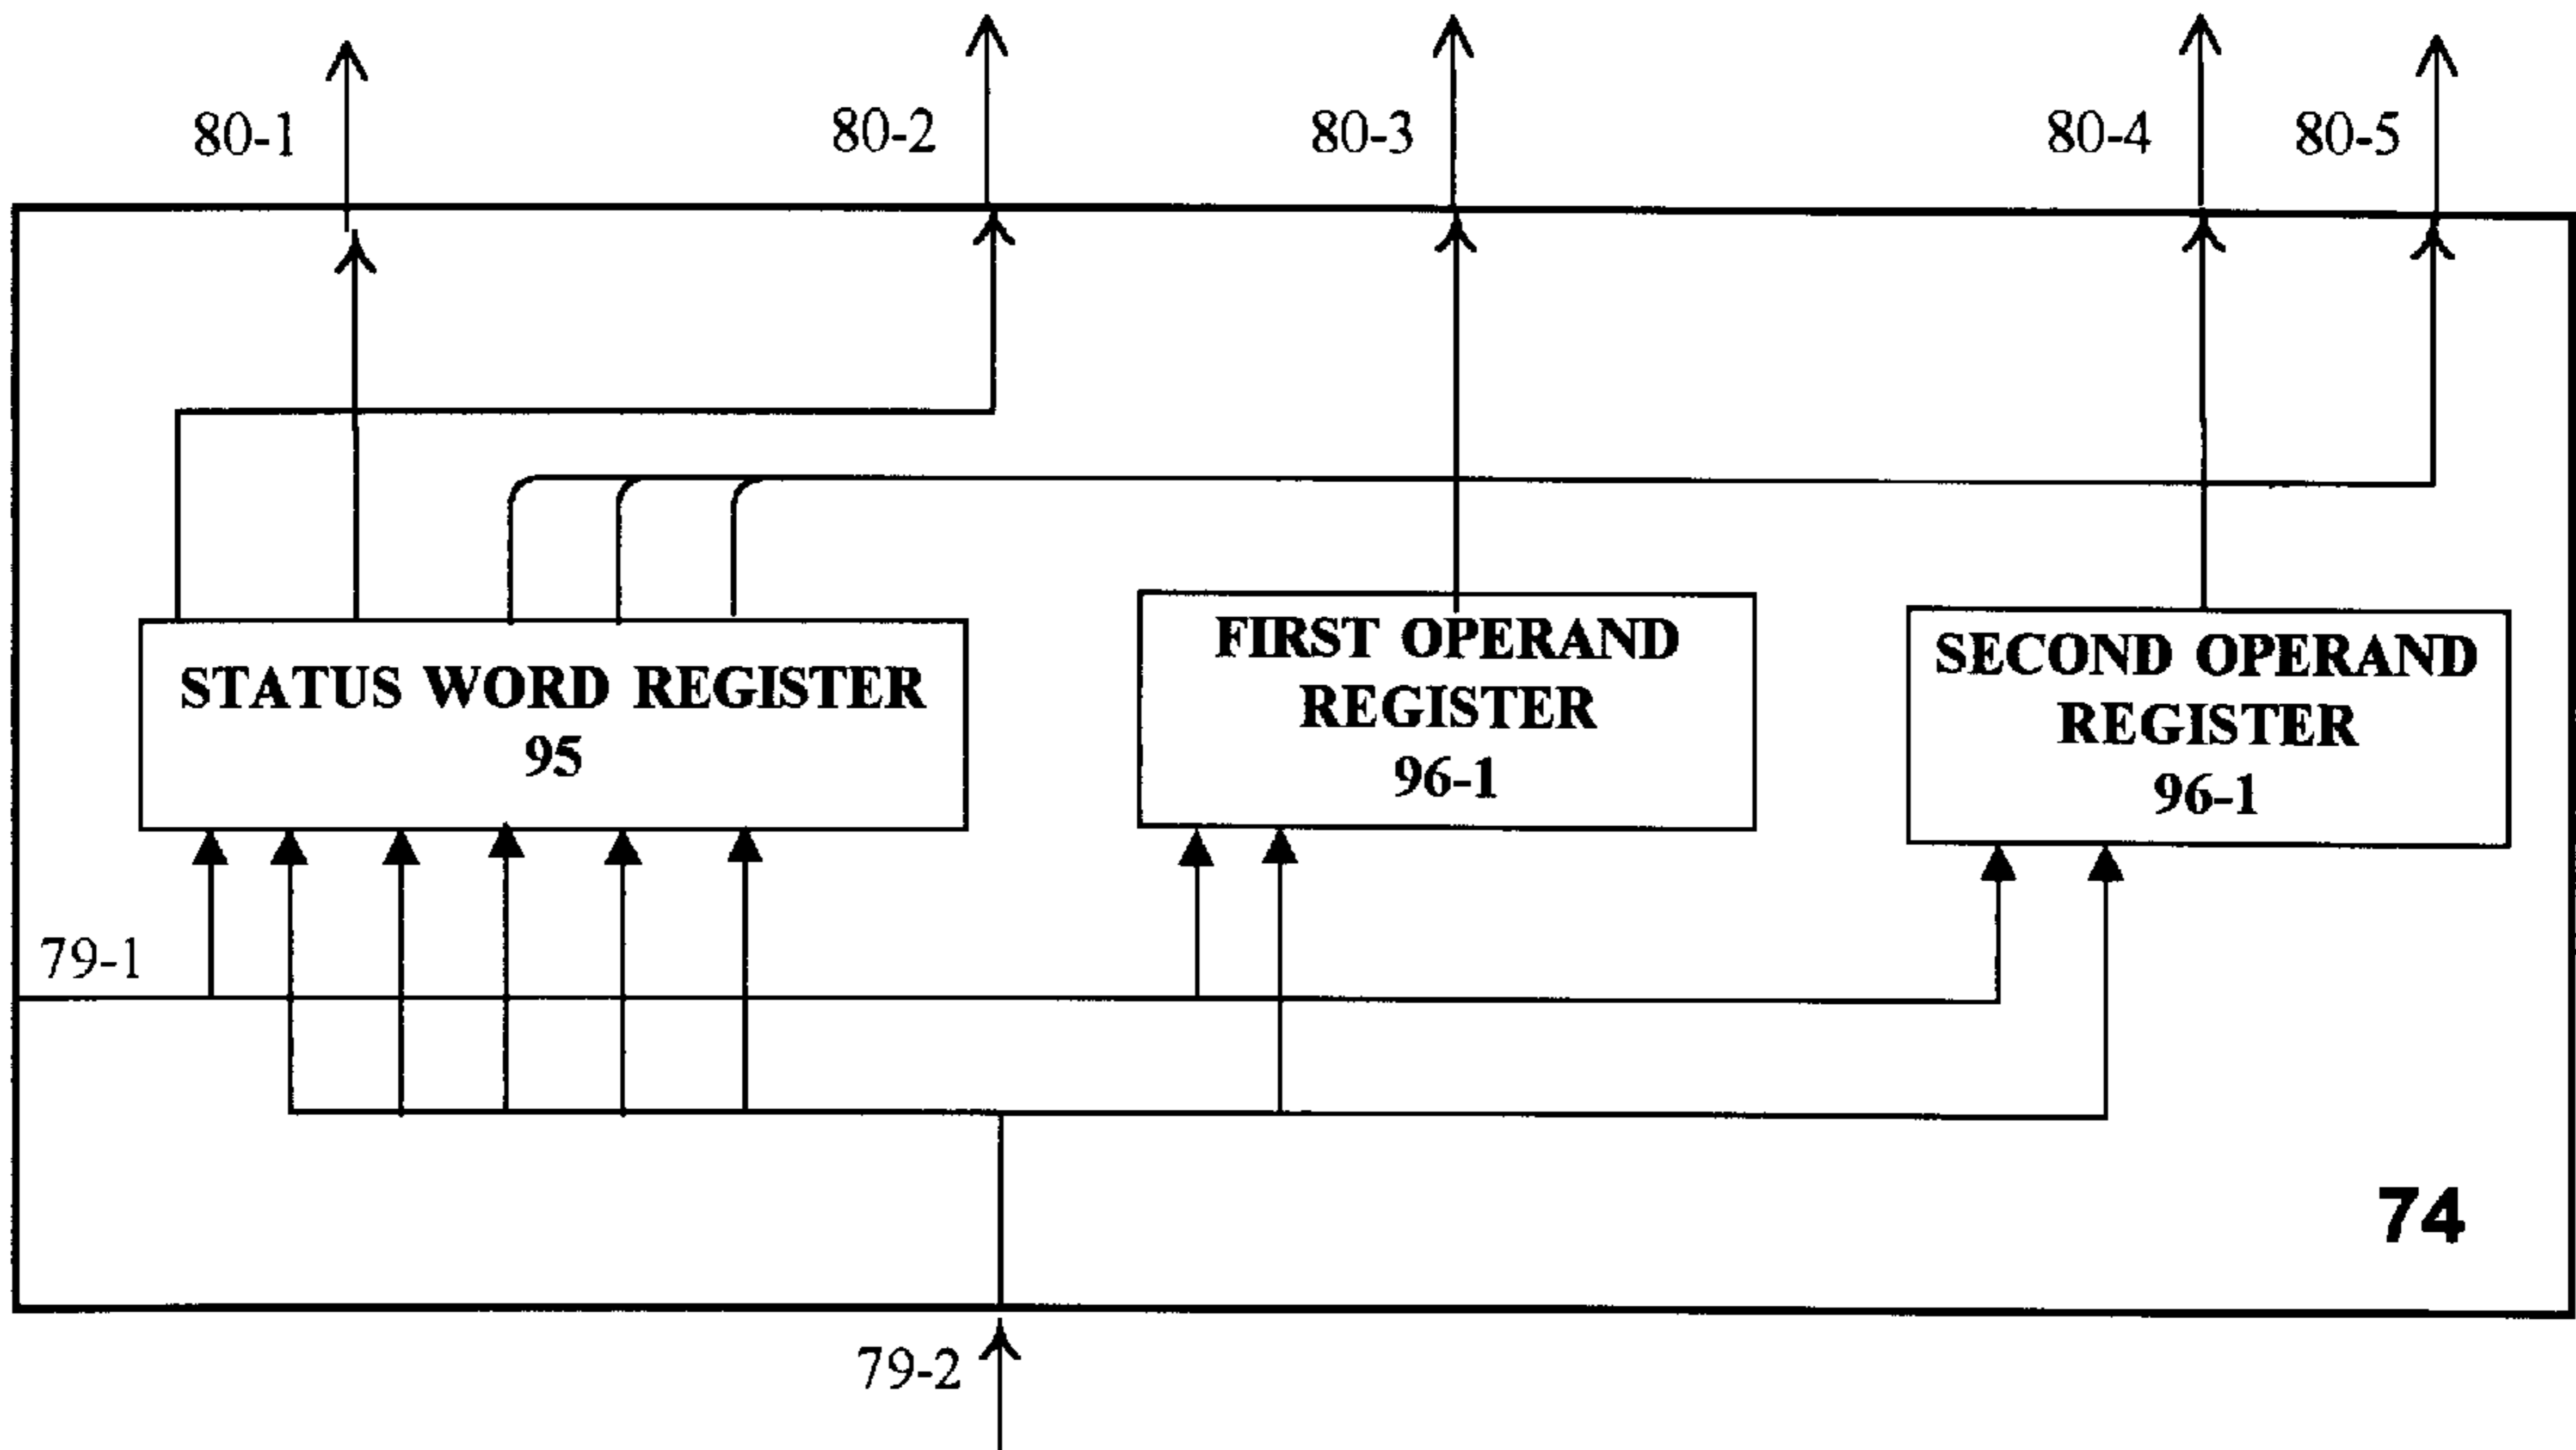 80-1
80-2
80-3
80-4
80-5
STATUS WORD REGISTER
95
FIRST OPERAND
REGISTER
96-1
SECOND OPERAND
REGISTER
96-1
79-1
74
79-2